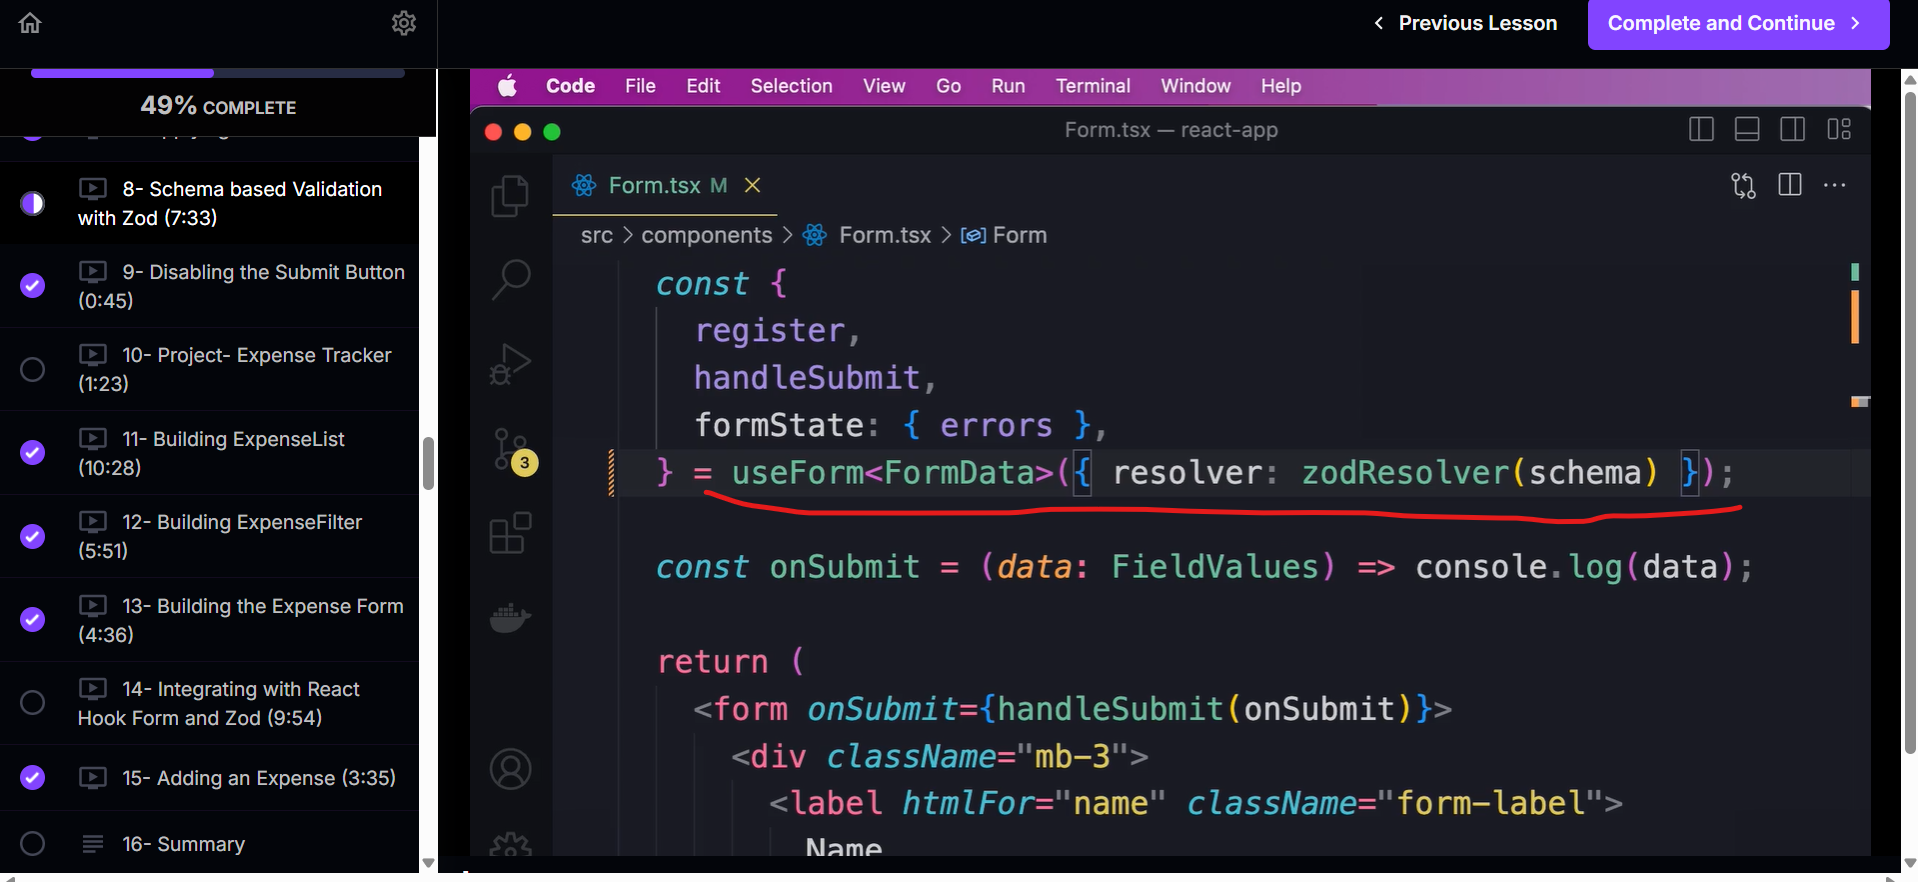 Previous Lesson
Complete and Continue
49% COMPLETE
8- Schema based Validation
with Zod (7:33)
9- Disabling the Submit Button
(0:45)
10- Project- Expense Tracker
(1:23)
11- Building ExpenseList
(10:28)
12- Building ExpenseFilter
(5:51)
13- Building the Expense Form
(4:36)
14- Integrating with React
Hook Form and Zod (9:54)
15- Adding an Expense (3:35)
16- Summary
Code File Edit Selection View Go Run Terminal Window Help
Form.tsx — react-app
Form.tsx M
src > components > Form.tsx > Form
3
const {
register,
handleSubmit,
formState: { errors },
} = useForm<FormData>({ resolver: zodResolver(schema) });
const onSubmit = (data: FieldValues) => console.log(data);
return (
<form onSubmit={handleSubmit(onSubmit)}>
<div className="mb-3">
<label htmlFor="name" className="form-label">
Name